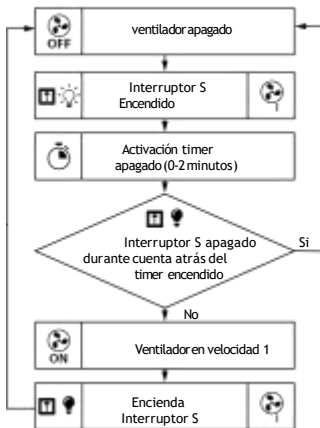 ventilador apagado
OFF
Interruptor S
Encendido
Activación timer
apagado (0-2 minutos)
Interruptor S apagado
durante cuenta atrás del
timer encendido
Si
No
Ventilador en velocidad 1
ON
Encienda
Interruptor S